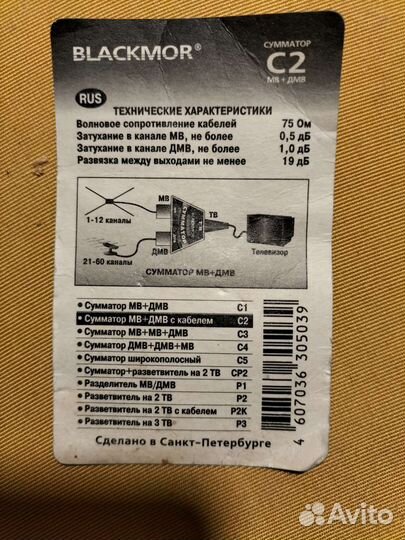 BLACKMOR®
СУММАТОР
C2
МВ + ДМВ
RUS
ТЕХНИЧЕСКИЕ ХАРАКТЕРИСТИКИ
Волновое сопротивление кабелей 75 Ом
Затухание в канале МВ, не более 0,5 дБ
Затухание в канале ДМВ, не более 1,0 дБ
Развязка между выходами не менее 19 дБ
МВ
1-12 каналы
ТВ
ДМВ
21-60 каналы
Телевизор
СУММАТОР МВ+ДМВ
• Сумматор МВ+ДМВ C1
• Сумматор МВ+ДМВ с кабелем C2
• Сумматор МВ+МВ+ДМВ C3
• Сумматор ДМВ+ДМВ+МВ C4
• Сумматор широкополосный C5
• Сумматор+разветвитель на 2 ТВ СР2
• Разделитель МВ/ДМВ Р1
• Разветвитель на 2 ТВ Р2
• Разветвитель на 2 ТВ с кабелем Р2К
• Разветвитель на 3 ТВ Р3
4 607036 305039
Сделано в Санкт-Петербурге
Avito